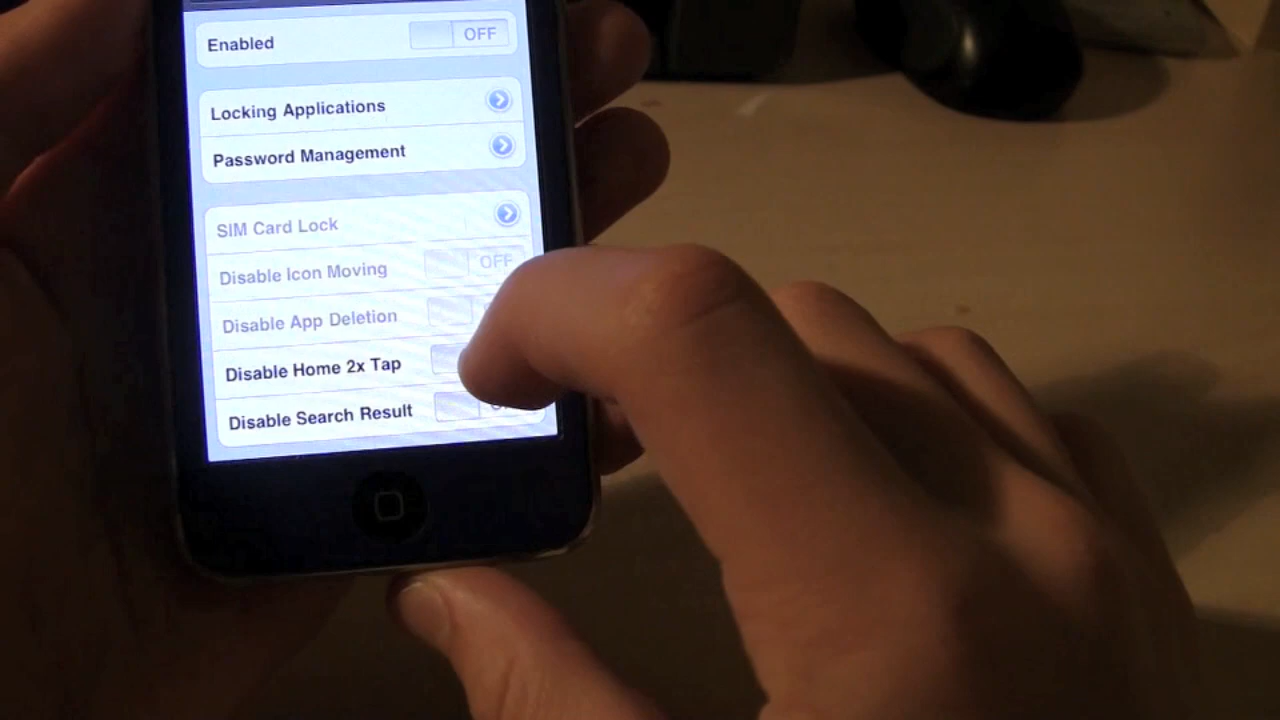 Enabled OFF
Locking Applications
Password Management
SIM Card Lock
Disable Icon Moving OFF
Disable App Deletion
Disable Home 2x Tap
Disable Search Result